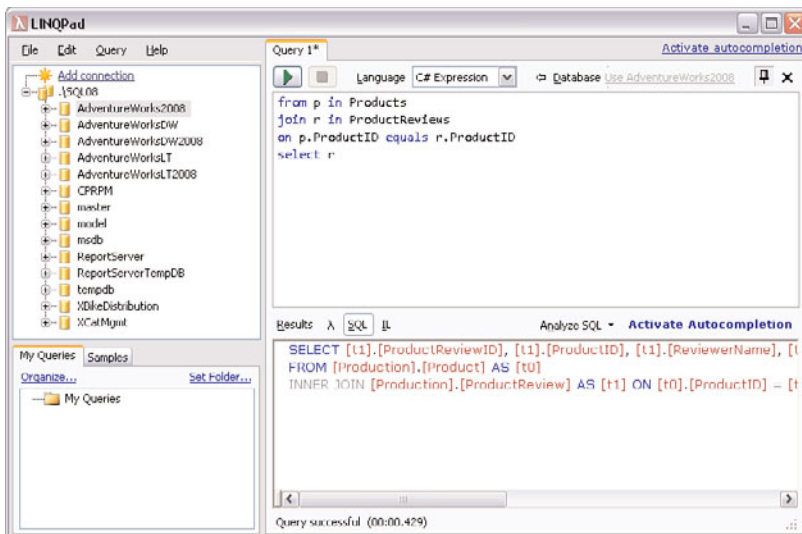 LINQPad
File Edit Query Help
Add connection
.\SQL08
AdventureWorks2008
AdventureWorksDW
AdventureWorksDW2008
AdventureWorksLT
AdventureWorksLT2008
CPRPM
master
model
msdb
ReportServer
ReportServerTempDB
tempdb
XBikeDistribution
XCatMgmt
My Queries Samples
Organize... Set Folder...
My Queries
Query 1* Activate autocompletion
Language C# Expression Database Use AdventureWorks2008
from p in Products
join r in ProductReviews
on p.ProductID equals r.ProductID
select r
Results λ SQL IL Analyze SQL Activate Autocompletion
SELECT [t1].[ProductReviewID], [t1].[ProductID], [t1].[ReviewerName], [t
FROM [Production].[Product] AS [t0]
INNER JOIN [Production].[ProductReview] AS [t1] ON [t0].[ProductID] = [t
Query successful (00:00.429)